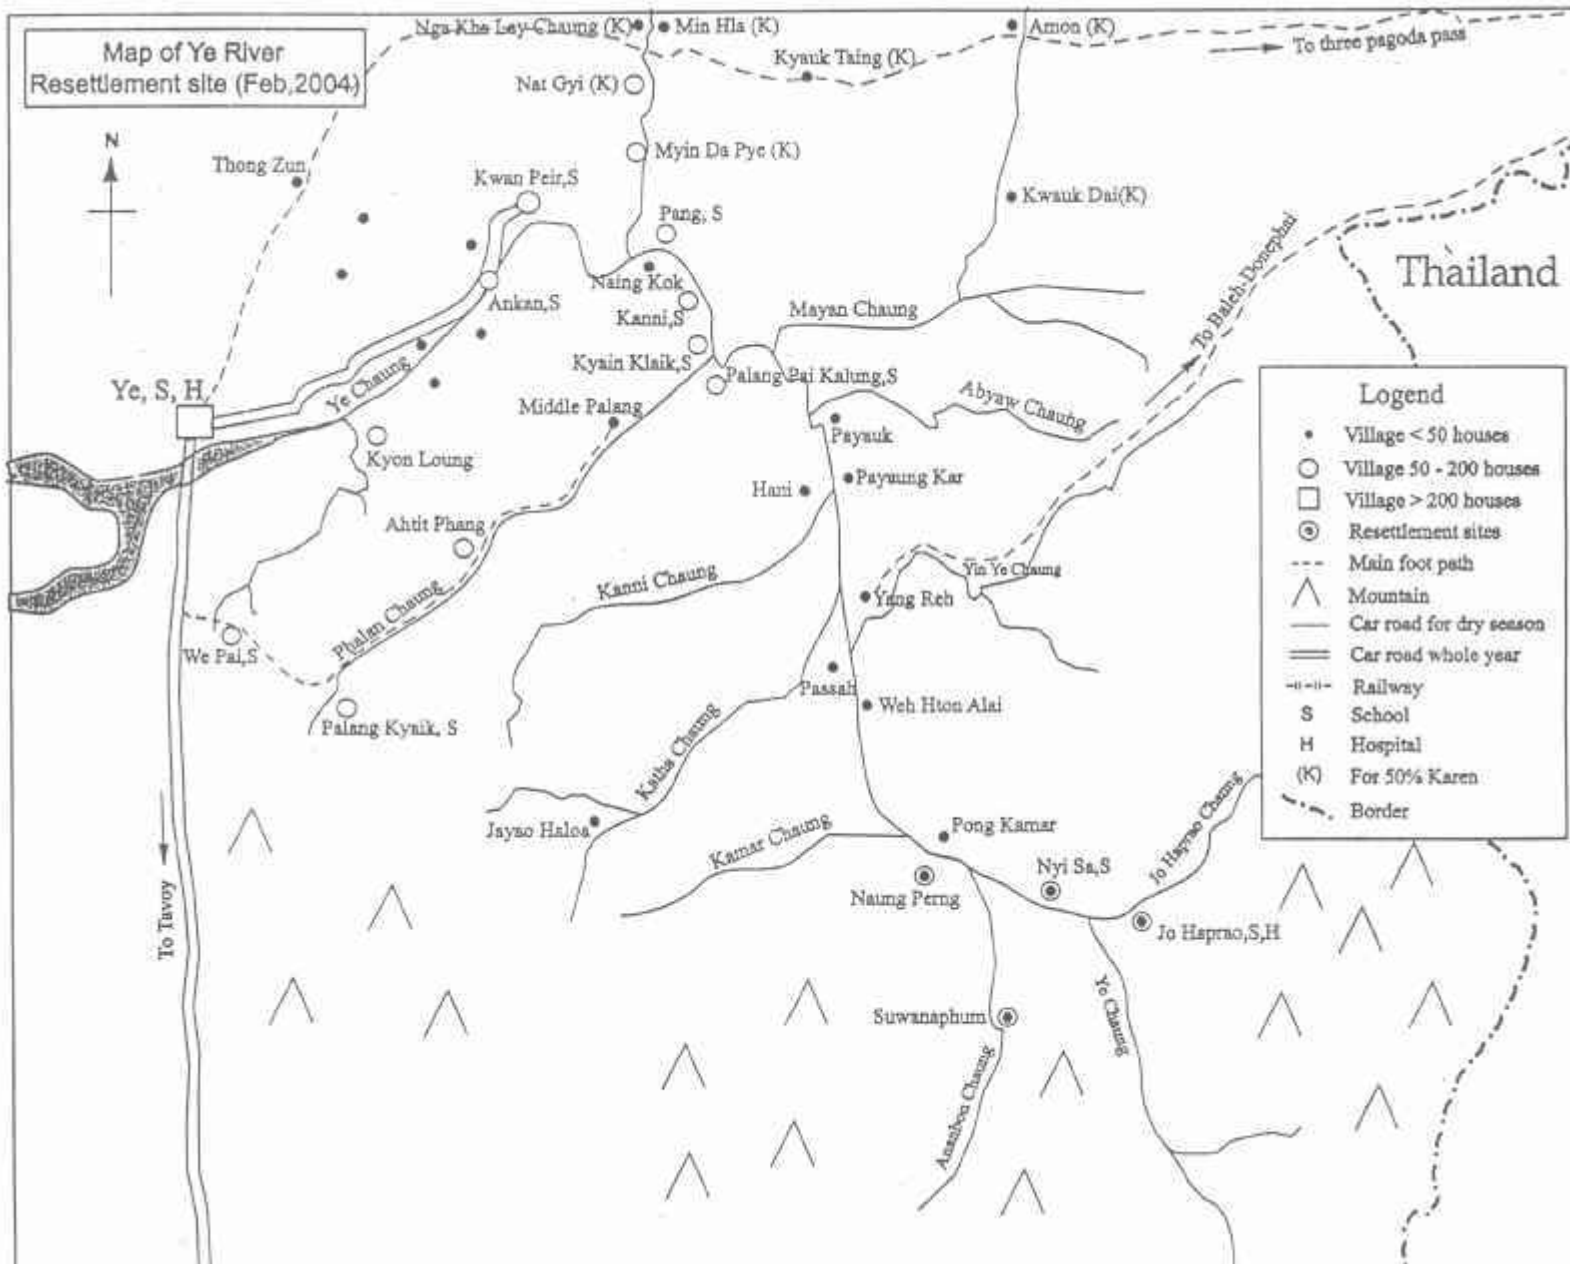 Map of Ye River
Resettlement site (Feb,2004)
N
Nga Khe Ley Chaung (K)
Min Hla (K)
Amon (K)
To three pagoda pass
Kyauk Taing (K)
Nat Gyi (K)
Myin Da Pye (K)
Thong Zun
Kwan Peir,S
Kwauk Dai(K)
Pang, S
To Baleh-Donephai
Thailand
Naing Kok
Ankan,S
Kanni,S
Mayan Chaung
Kyain Klaik,S
Palang Pai Kalung,S
Ye, S, H
Ye Chaung
Middle Palang
Abyaw Chaung
Payauk
Kyon Loung
Hani
Payaung Kar
Ahtit Phang
Kanni Chaung
Yin Ye Chaung
Yang Reh
Phalan Chaung
We Pai,S
Passah
Weh Hton Alai
Palang Kyaik, S
Katha Chaung
Jayao Haloa
Kamar Chaung
Pong Kamar
Jo Haprao Chaung
Nyi Sa,S
Naung Perng
Jo Haprao,S,H
To Tavoy
Suwanaphum
Yo Chaung
Ananbon Chaung
Legend
Village < 50 houses
Village 50 - 200 houses
Village > 200 houses
Resettlement sites
Main foot path
Mountain
Car road for dry season
Car road whole year
Railway
S School
H Hospital
(K) For 50% Karen
Border